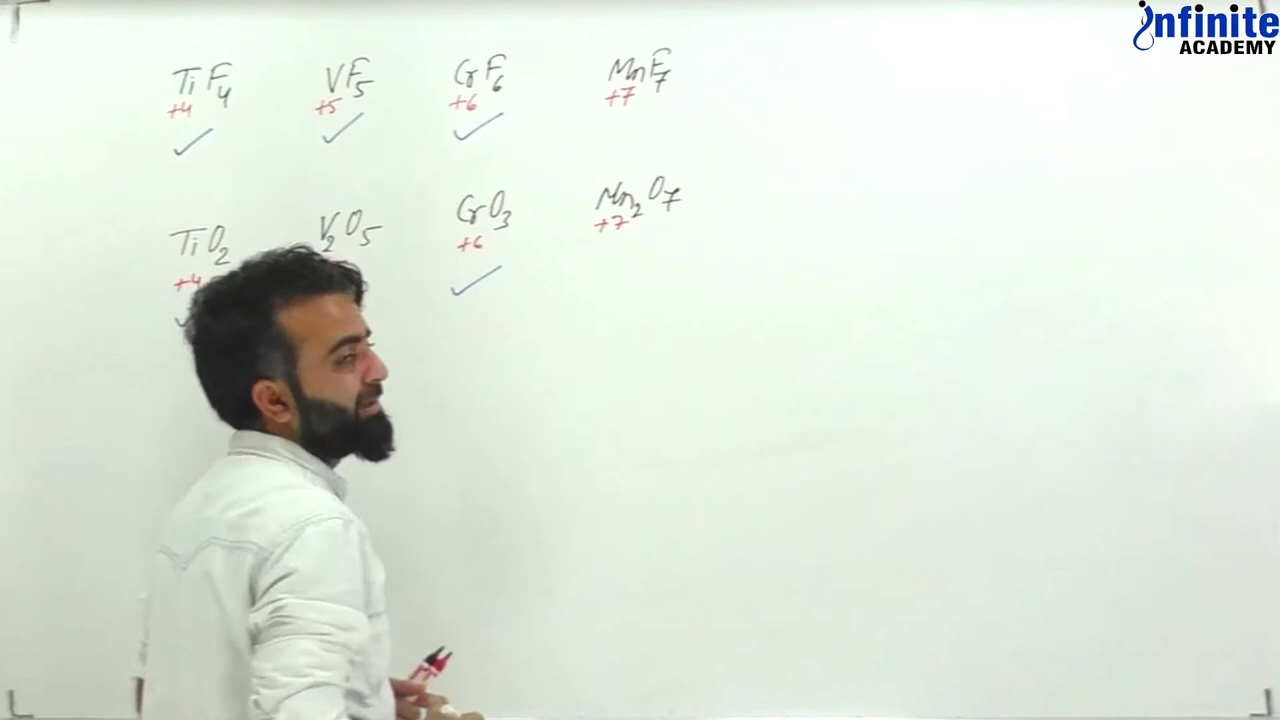 infinite
ACADEMY
TiF4 VF5 CrF6 MnF7
+4 +5 +6 +7
TiO2 V2O5 CrO3 Mn2O7
+4 +6 +7